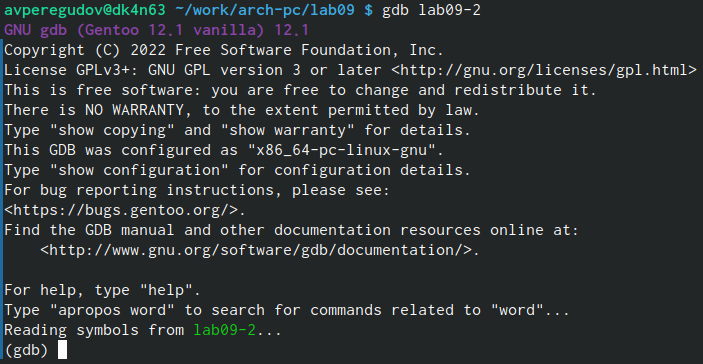 avperegudov@dk4n63 ~/work/arch-pc/lab09 $ gdb lab09-2
GNU gdb (Gentoo 12.1 vanilla) 12.1
Copyright (C) 2022 Free Software Foundation, Inc.
License GPLv3+: GNU GPL version 3 or later <http://gnu.org/licenses/gpl.html>
This is free software: you are free to change and redistribute it.
There is NO WARRANTY, to the extent permitted by law.
Type "show copying" and "show warranty" for details.
This GDB was configured as "x86_64-pc-linux-gnu".
Type "show configuration" for configuration details.
For bug reporting instructions, please see:
<https://bugs.gentoo.org/>.
Find the GDB manual and other documentation resources online at:
    <http://www.gnu.org/software/gdb/documentation/>.

For help, type "help".
Type "apropos word" to search for commands related to "word"...
Reading symbols from lab09-2...
(gdb)